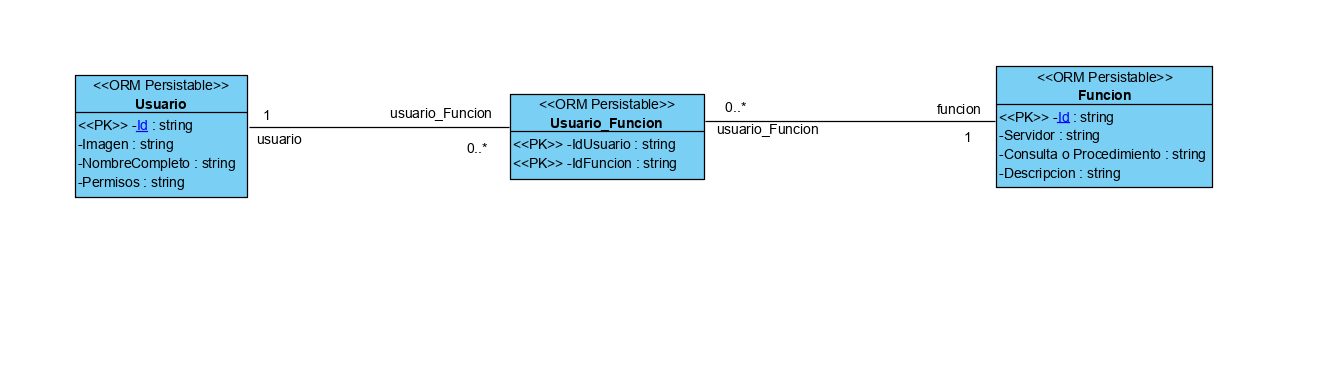 <<ORM Persistable>>
Usuario
<<PK>> -Id : string
-Imagen : string
-NombreCompleto : string
-Permisos : string
1
usuario
usuario_Funcion
0..*
<<ORM Persistable>>
Usuario_Funcion
<<PK>> -IdUsuario : string
<<PK>> -IdFuncion : string
0..*
usuario_Funcion
funcion
1
<<ORM Persistable>>
Funcion
<<PK>> -Id : string
-Servidor : string
-Consulta o Procedimiento : string
-Descripcion : string